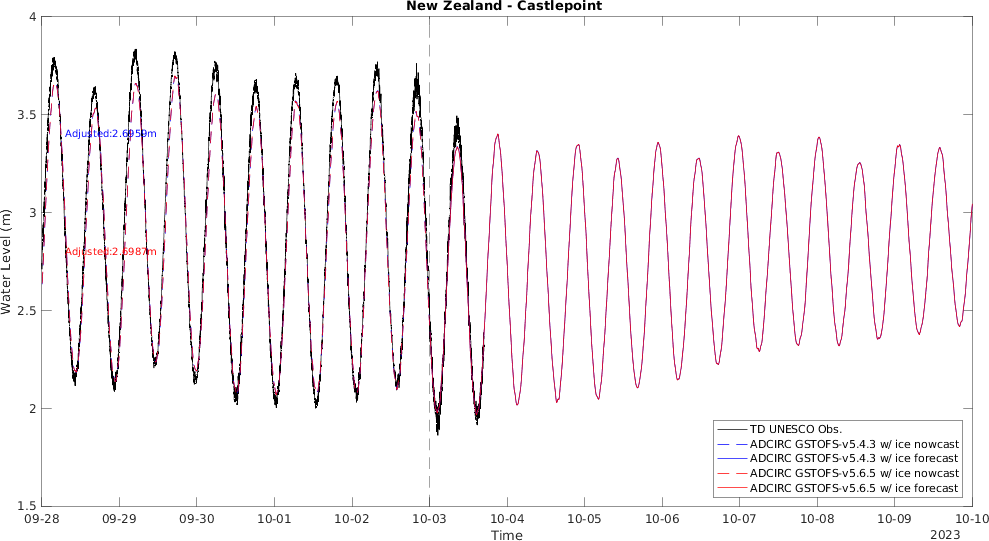 New Zealand - Castlepoint
4
3.5
3
2.5
2
1.5
Water Level (m)
Adjusted:2.6959m
Adjusted:2.6987m
TD UNESCO Obs.
ADCIRC GSTOFS-v5.4.3 w/ ice nowcast
ADCIRC GSTOFS-v5.4.3 w/ ice forecast
ADCIRC GSTOFS-v5.6.5 w/ ice nowcast
ADCIRC GSTOFS-v5.6.5 w/ ice forecast
09-28 09-29 09-30 10-01 10-02 10-03 10-04 10-05 10-06 10-07 10-08 10-09 10-10
Time
2023